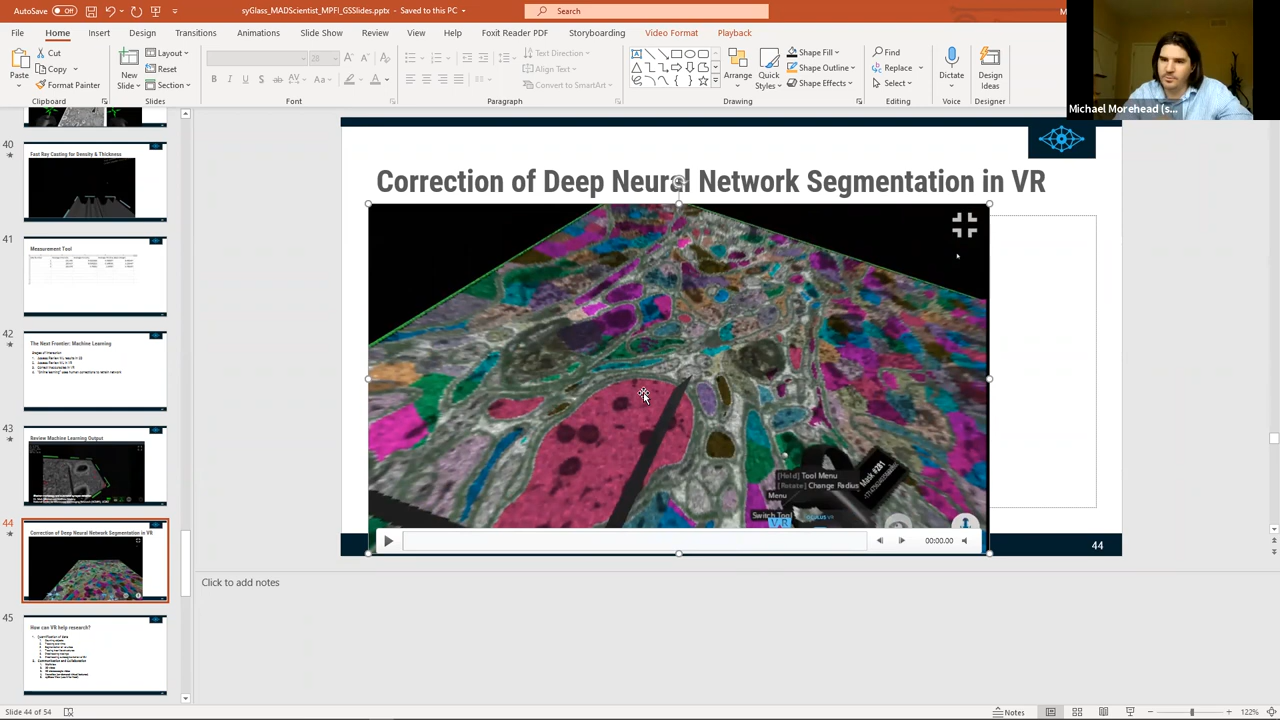 AutoSave Off syGlass_MADScientist_MPFI_GSSlides.pptx - Saved to this PC Search
File Home Insert Design Transitions Animations Slide Show Review View Help Foxit Reader PDF Storyboarding Video Format Playback
Michael Morehead (s...
Paste
Cut
Copy
Format Painter
Clipboard
New Slide
Layout
Reset
Section
Slides
28
Font
Text Direction
Align Text
Convert to SmartArt
Paragraph
Arrange
Quick Styles
Shape Fill
Shape Outline
Shape Effects
Drawing
Find
Replace
Select
Editing
Dictate
Voice
Design Ideas
Designer
40
Fast Ray Casting for Density & Thickness
41
Measurement Tool
42
The Next Frontier: Machine Learning
43
Review Machine Learning Output
44
Correction of Deep Neural Network Segmentation in VR
45
How can VR help research?
Correction of Deep Neural Network Segmentation in VR
[Hold] Tool Menu
[Rotate] Change Radius
Menu
Switch Tool
Mask #281
VR
00:00.00
44
Click to add notes
Slide 44 of 54
Notes
122%